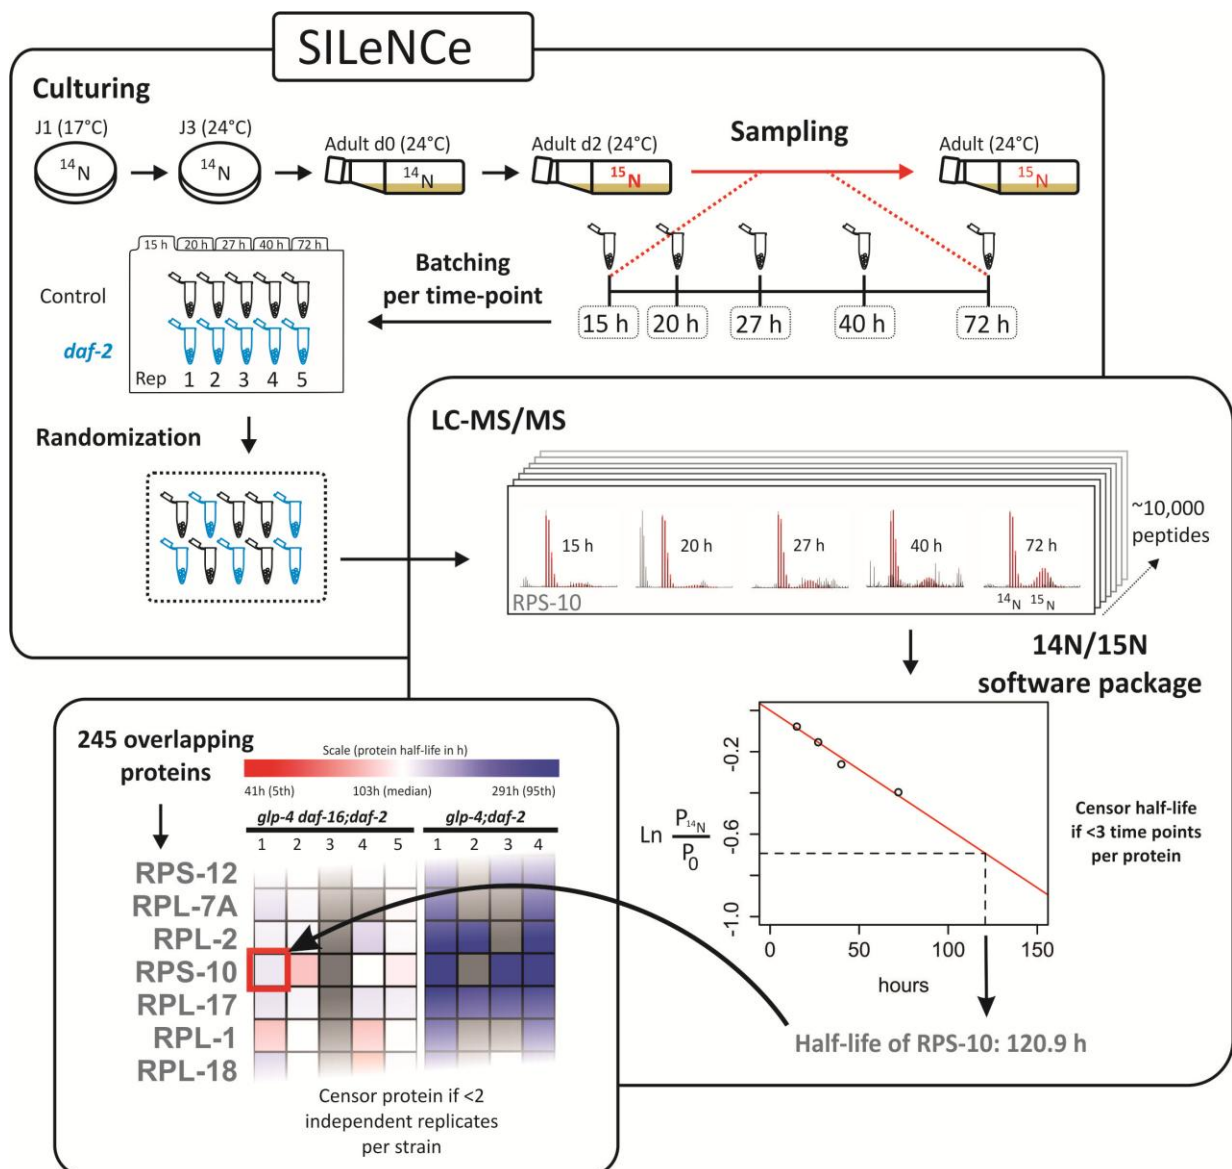 SILeNCe
Culturing
J1 (17°C)
J3 (24°C)
Adult d0 (24°C)
Adult d2 (24°C)
Sampling
Adult (24°C)
14N
14N
14N
15N
15N
15 h
20 h
27 h
40 h
72 h
Control
daf-2
Rep 1 2 3 4 5
Batching
per time-point
15 h
20 h
27 h
40 h
72 h
Randomization
LC-MS/MS
15 h
20 h
27 h
40 h
72 h
RPS-10
14N 15N
~10,000
peptides
14N/15N
software package
Ln P14N
P0
-0.2
-0.6
-1.0
0 50 100 150
hours
Censor half-life
if <3 time points
per protein
Half-life of RPS-10: 120.9 h
245 overlapping
proteins
Scale (protein half-life in h)
41h (5th) 103h (median) 291h (95th)
glp-4 daf-16;daf-2 glp-4;daf-2
1 2 3 4 5 1 2 3 4
RPS-12
RPL-7A
RPL-2
RPS-10
RPL-17
RPL-1
RPL-18
Censor protein if <2
independent replicates
per strain